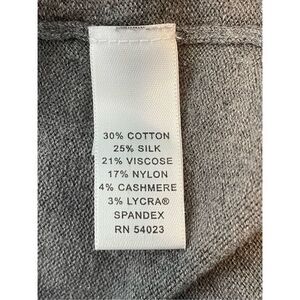 30% COTTON
25% SILK
21% VISCOSE
17% NYLON
4% CASHMERE
3% LYCRA®
SPANDEX
RN 54023